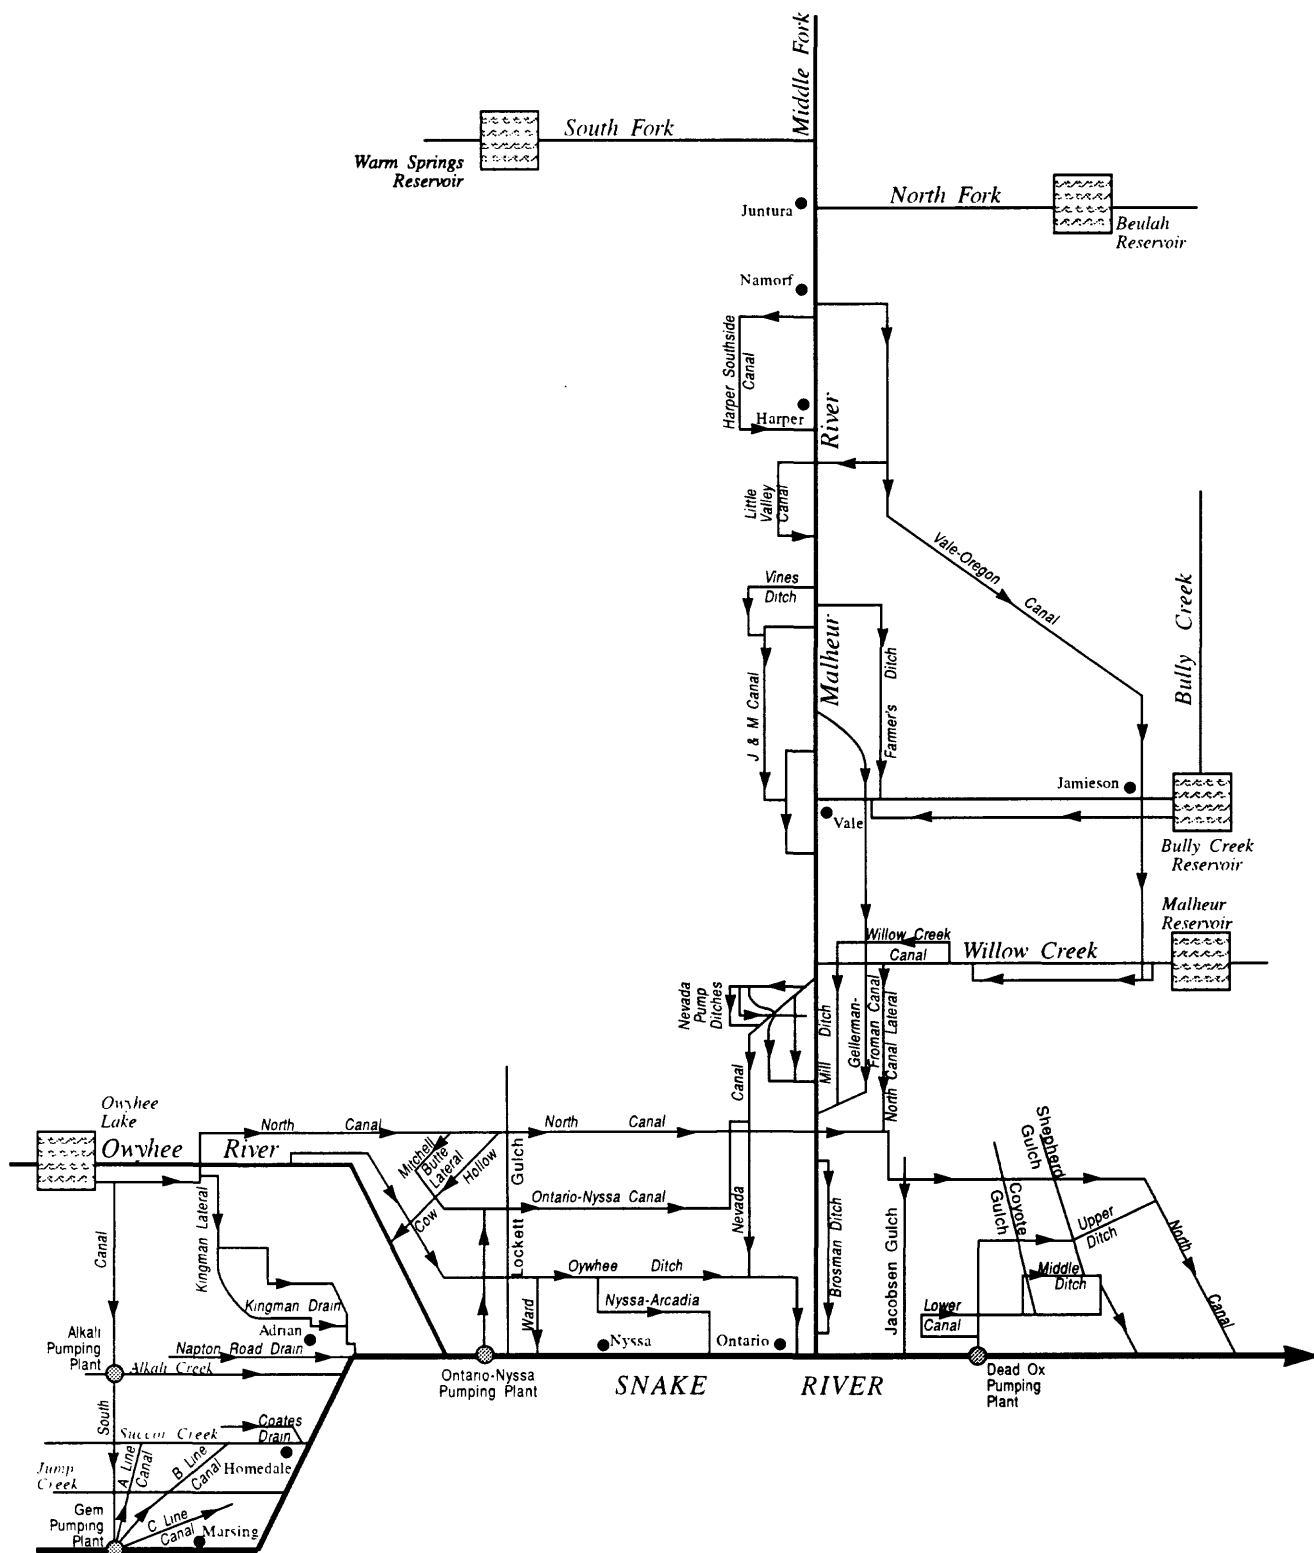 Middle Fork
South Fork
Warm Springs
Reservoir
North Fork
Juntura
Beulah
Reservoir
Namorf
Harper Southside
Canal
Harper
River
Little
Valley
Canal
Vale-Oregon
Canal
Bully Creek
Vines
Ditch
Malheur
J & M Canal
Farmer's Ditch
Jamieson
Vale
Bully Creek
Reservoir
Malheur
Reservoir
Willow Creek
Canal
Willow Creek
Nevada
Pump
Ditches
Mill Ditch
Gellerman-
Froman Canal
North Canal Lateral
Canal
Nevada
Owyhee
Lake
Owyhee River
North Canal
North Canal
Mitchell
Butte
Lateral
Hollow
Cow
Lockett Gulch
Ontario-Nyssa Canal
Kingman Lateral
Canal
South
Kingman Drain
Adrian
Alkali
Pumping
Plant
Napton Road Drain
Alkali Creek
Oywhee Ditch
Ward
Nyssa-Arcadia
Nyssa
Ontario
Brosman Ditch
Jacobsen Gulch
Coyote
Gulch
Shepherd
Gulch
Upper
Ditch
Middle
Ditch
Lower
Canal
North Canal
Ontario-Nyssa
Pumping Plant
SNAKE RIVER
Dead Ox
Pumping
Plant
Coates
Drain
Succor Creek
Homedale
Jump
Creek
A Line
Canal
B Line
Canal
C Line
Canal
Gem
Pumping
Plant
Marsing